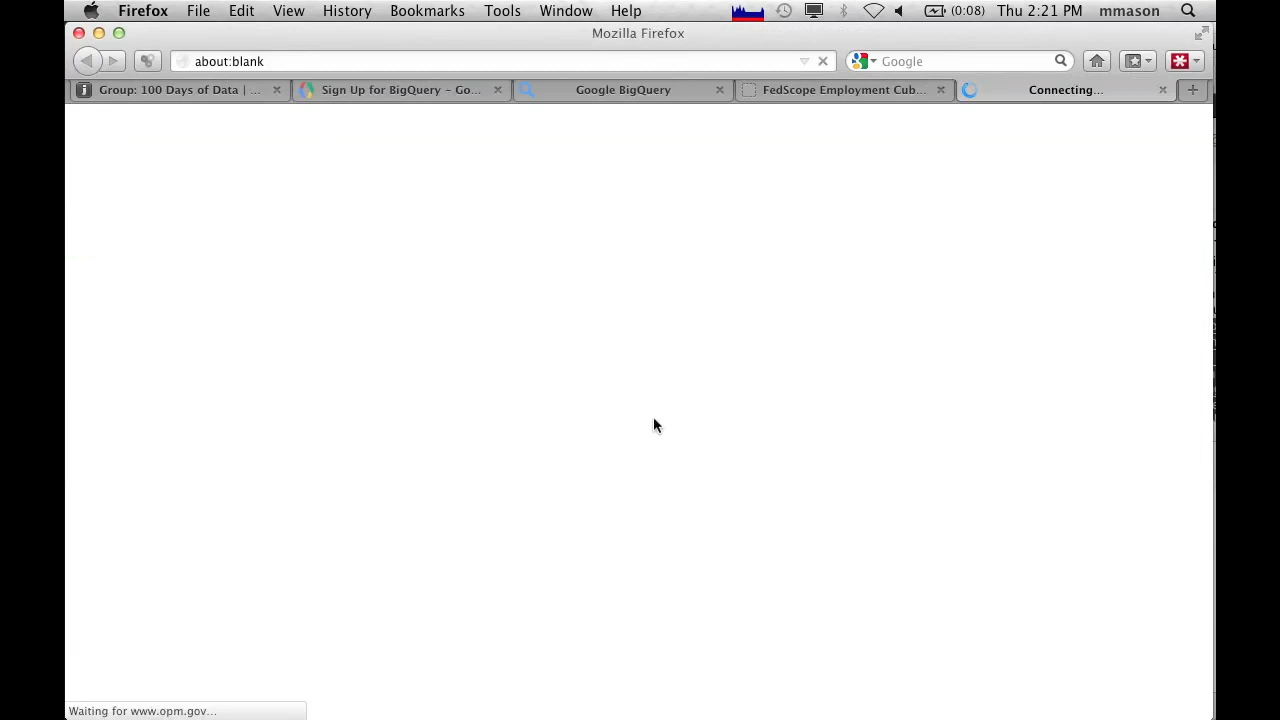 Firefox File Edit View History Bookmarks Tools Window Help (0:08) Thu 2:21 PM mmason
Mozilla Firefox
about:blank Google
Group: 100 Days of Data | ... Sign Up for BigQuery – Go... Google BigQuery FedScope Employment Cub... Connecting...
Waiting for www.opm.gov...